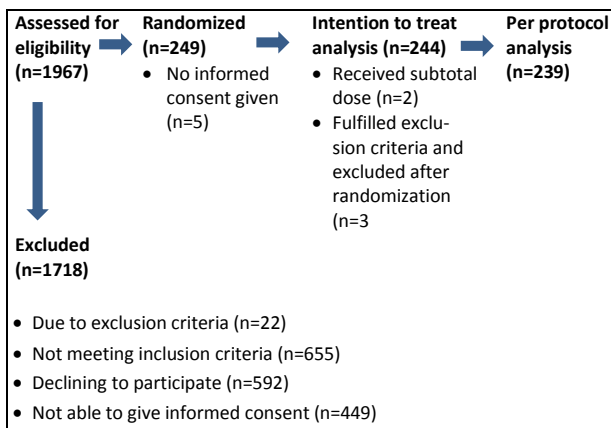 Assessed for
eligibility
(n=1967)
Randomized
(n=249)
• No informed
consent given
(n=5)
Intention to treat
analysis (n=244)
• Received subtotal
dose (n=2)
• Fulfilled exclu-
sion criteria and
excluded after
randomization
(n=3
Per protocol
analysis
(n=239)
Excluded
(n=1718)
• Due to exclusion criteria (n=22)
• Not meeting inclusion criteria (n=655)
• Declining to participate (n=592)
• Not able to give informed consent (n=449)